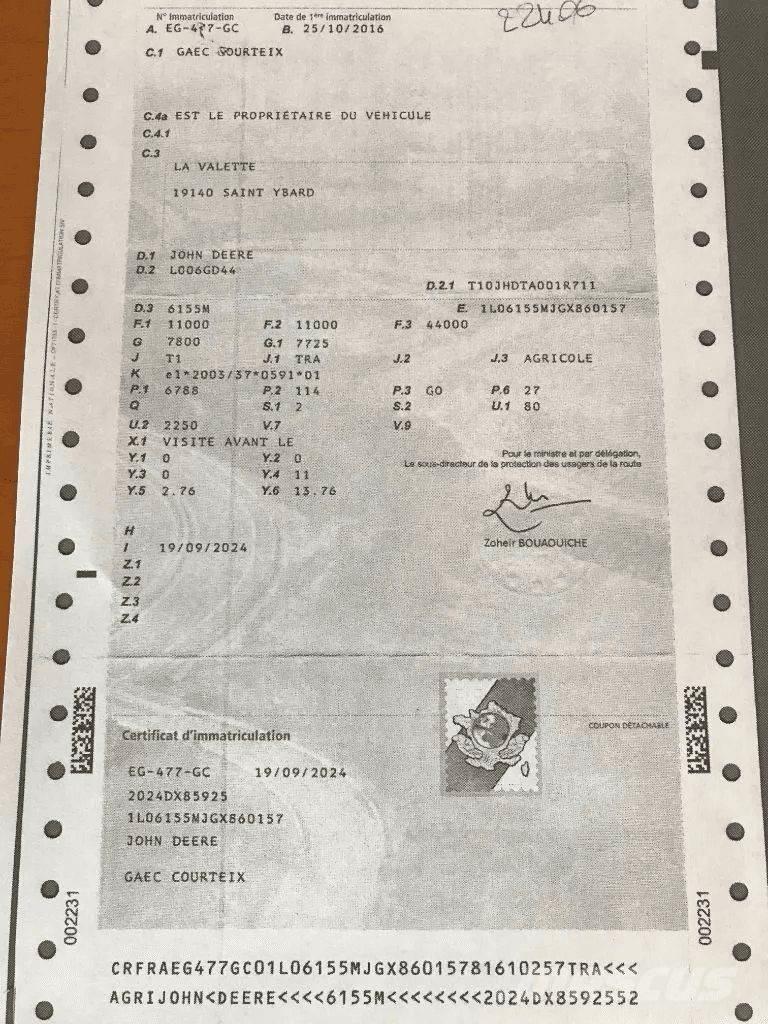 22406
N° Immatriculation Date de 1ère immatriculation
A. EG-477-GC B. 25/10/2016
C.1 GAEC COURTEIX
C.4a EST LE PROPRIÉTAIRE DU VEHICULE
C.4.1
C.3
LA VALETTE
19140 SAINT YBARD
D.1 JOHN DEERE
D.2 L006GD44
D.2.1 T10JHDTA001R711
D.3 6155M E. 1L06155MJGX860157
F.1 11000 F.2 11000 F.3 44000
G 7800 G.1 7725
J T1 J.1 TRA J.2 J.3 AGRICOLE
K e1*2003/37*0591*01
P.1 6788 P.2 114 P.3 GO P.6 27
Q S.1 2 S.2 U.1 80
U.2 2250 V.7 V.9
X.1 VISITE AVANT LE
Y.1 0 Y.2 0
Pour le ministre et par délégation,
Le sous-directeur de la protection des usagers de la route
Y.3 0 Y.4 11
Y.5 2.76 Y.6 13.76
Zoheir BOUAOUICHE
H
I 19/09/2024
Z.1
Z.2
Z.3
Z.4
COUPON DÉTACHABLE
Certificat d'immatriculation
EG-477-GC 19/09/2024
2024DX85925
1L06155MJGX860157
JOHN DEERE
GAEC COURTEIX
002231
002231
CRFRAEG477GC01L06155MJGX86015781610257TRA<<<
AGRIJOHN<DEERE<<<<6155M<<<<<<<<2024DX8592552